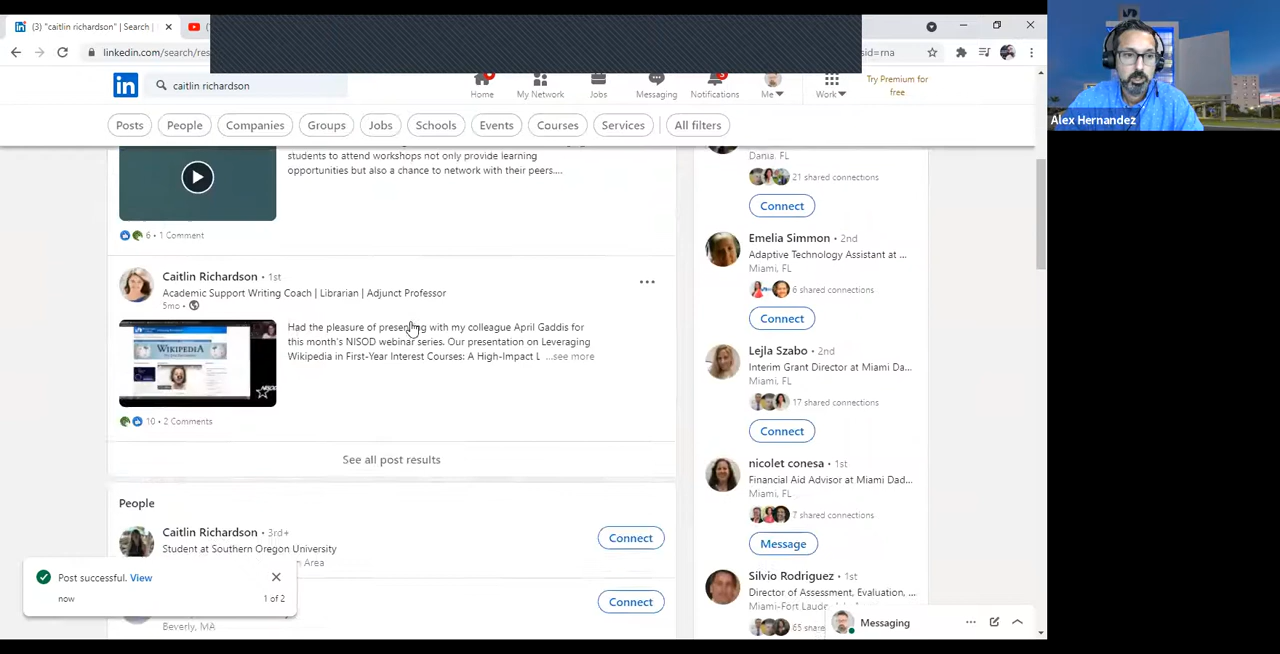 (3) "caitlin richardson" | Search |
linkedin.com/search/res
sid=rna
in
caitlin richardson
Home
My Network
Jobs
Messaging
Notifications
Me
Work
Try Premium for
free
Posts
People
Companies
Groups
Jobs
Schools
Events
Courses
Services
All filters
students to attend workshops not only provide learning
opportunities but also a chance to network with their peers....
6 • 1 Comment
Caitlin Richardson • 1st
Academic Support Writing Coach | Librarian | Adjunct Professor
5mo •
WIKIPEDIA
Had the pleasure of presenting with my colleague April Gaddis for
this month's NISOD webinar series. Our presentation on Leveraging
Wikipedia in First-Year Interest Courses: A High-Impact L ...see more
10 • 2 Comments
See all post results
People
Caitlin Richardson • 3rd+
Student at Southern Oregon University
n Area
Connect
Connect
Beverly, MA
Post successful. View
now
1 of 2
Dania, FL
21 shared connections
Connect
Emelia Simmon • 2nd
Adaptive Technology Assistant at ...
Miami, FL
6 shared connections
Connect
Lejla Szabo • 2nd
Interim Grant Director at Miami Da...
Miami, FL
17 shared connections
Connect
nicolet conesa • 1st
Financial Aid Advisor at Miami Dad...
Miami, FL
7 shared connections
Message
Silvio Rodriguez • 1st
Director of Assessment, Evaluation, ...
Miami-Fort Laude
65 share
Messaging
Alex Hernandez